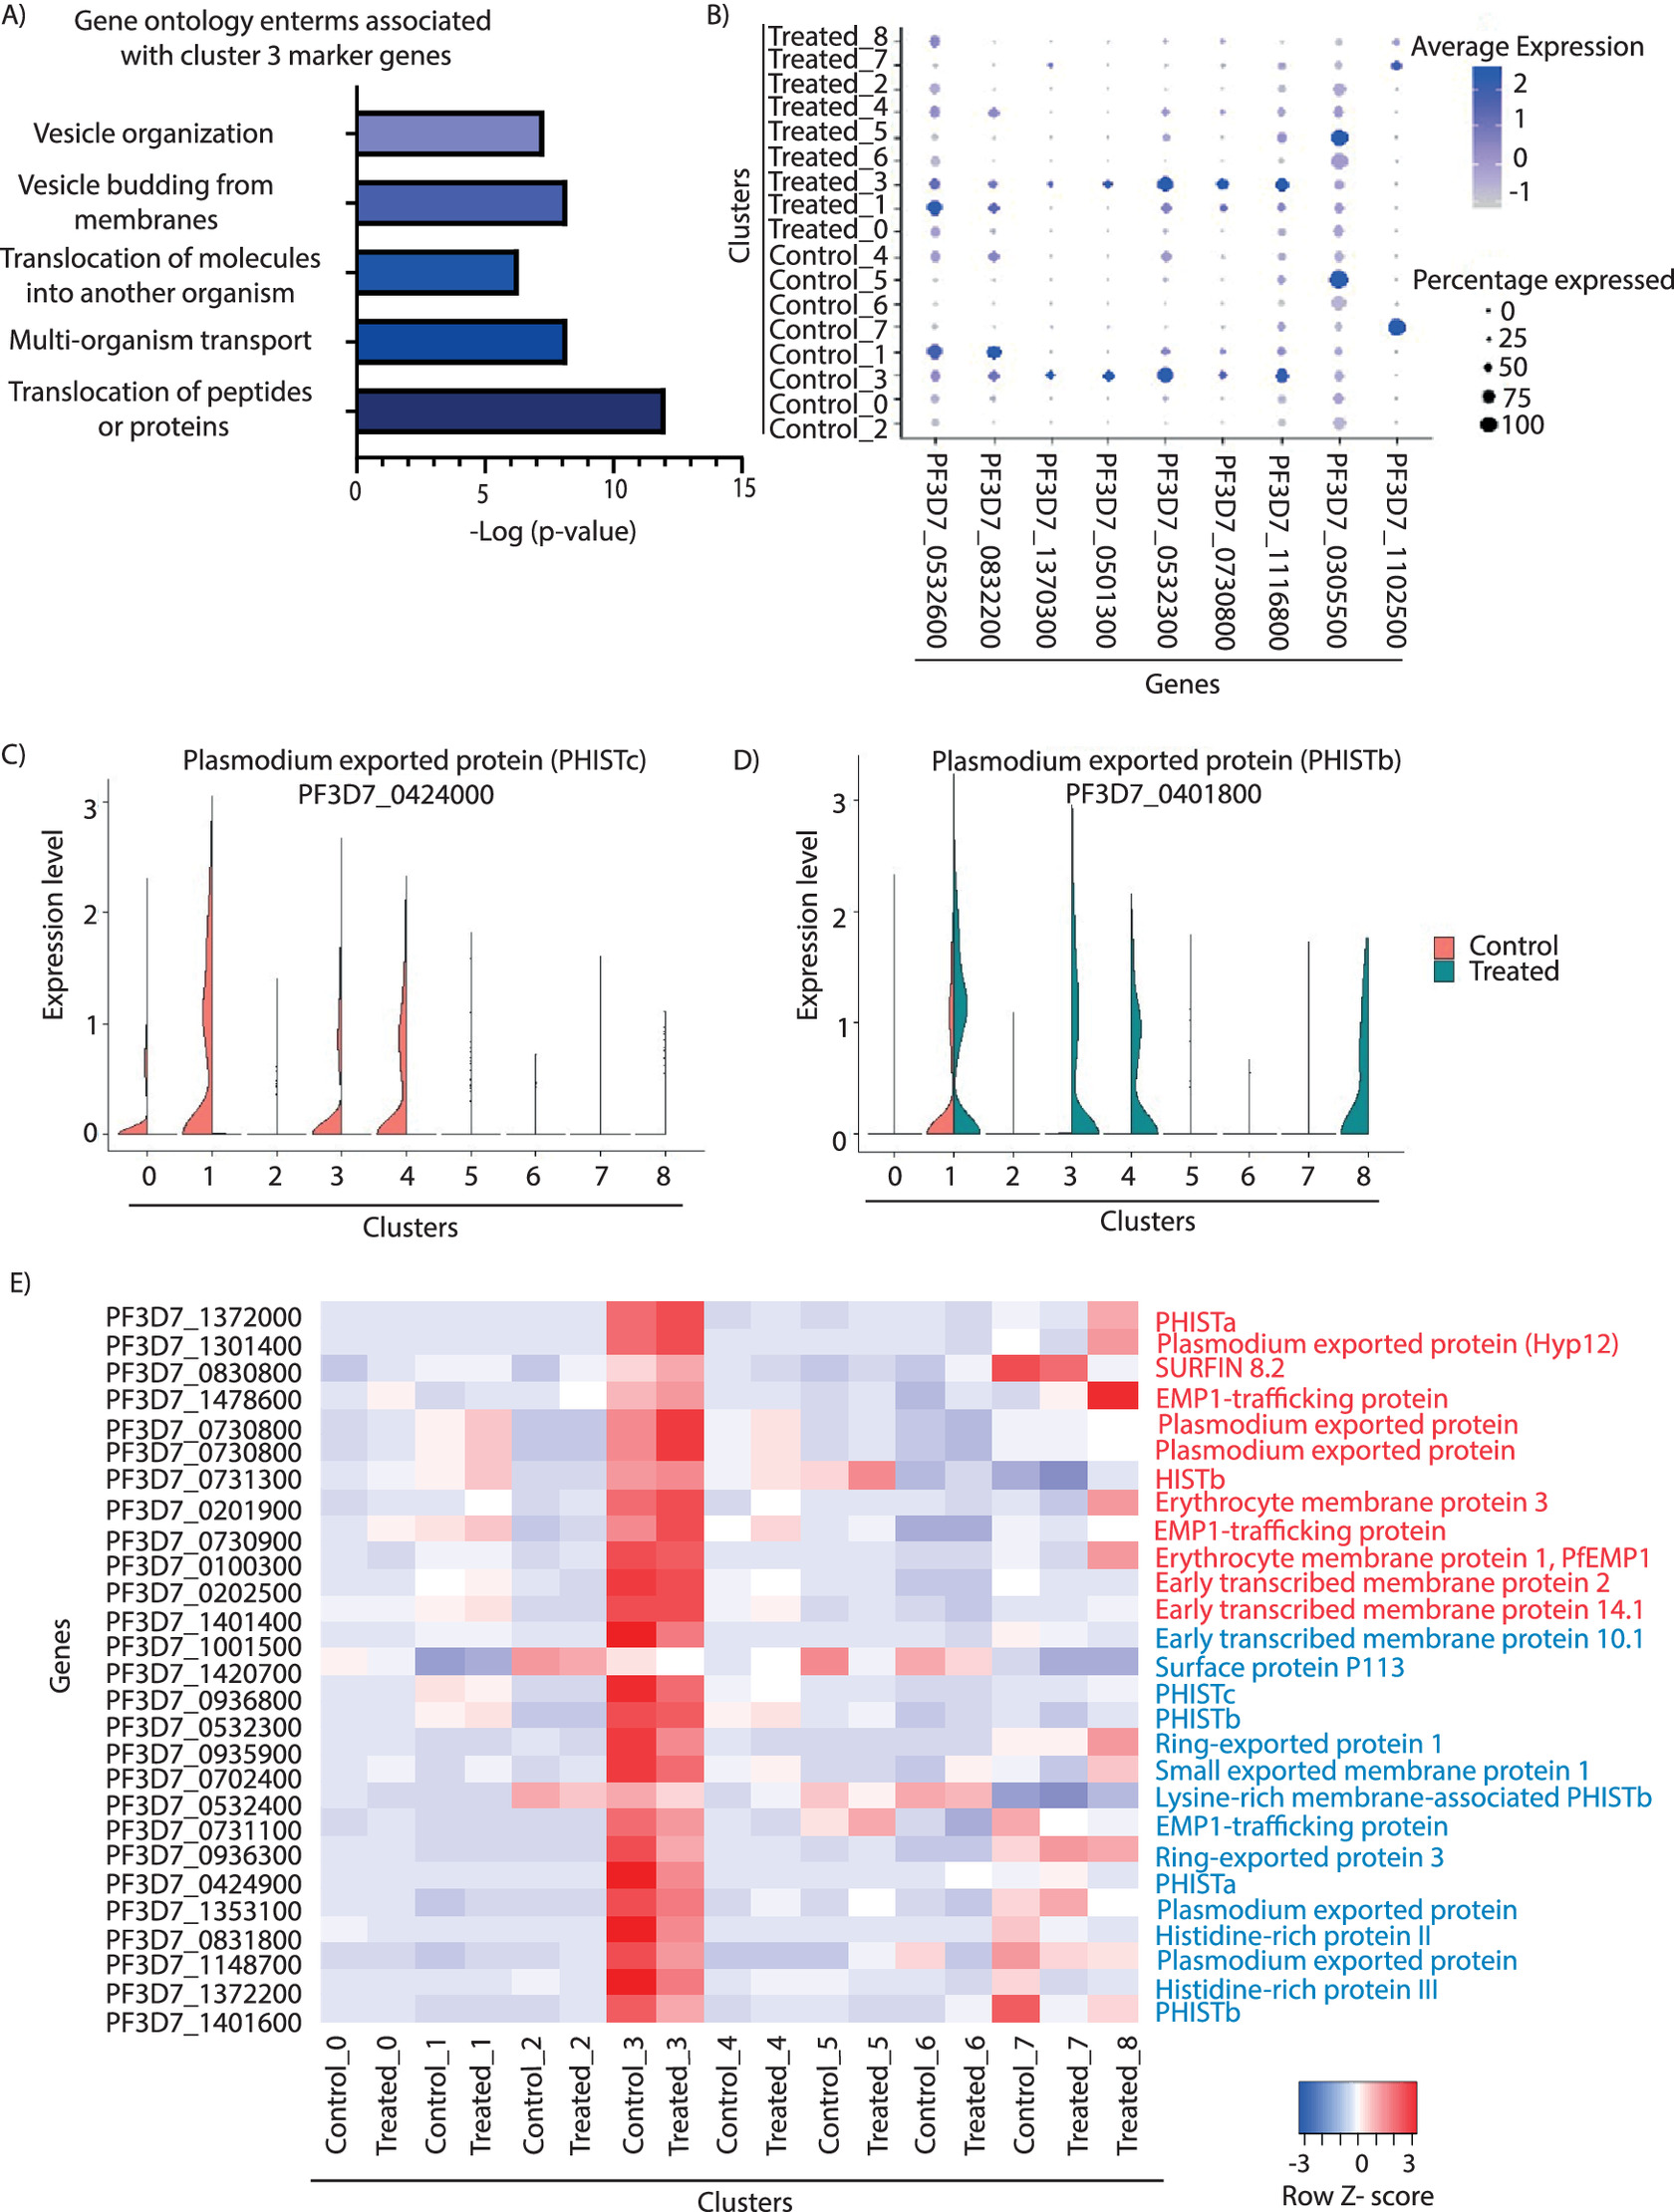 A)
Gene ontology enterms associated
with cluster 3 marker genes
Vesicle organization
Vesicle budding from
membranes
Translocation of molecules
into another organism
Multi-organism transport
Translocation of peptides
or proteins
0 5 10 15
-Log (p-value)
B)
Clusters
Treated_8
Treated_7
Treated_2
Treated_4
Treated_5
Treated_6
Treated_3
Treated_1
Treated_0
Control_4
Control_5
Control_6
Control_7
Control_1
Control_3
Control_0
Control_2
PF3D7_0532600
PF3D7_0832200
PF3D7_1370300
PF3D7_0501300
PF3D7_0532300
PF3D7_0730800
PF3D7_1116800
PF3D7_0305500
PF3D7_1102500
Genes
Average Expression
2
1
0
-1
Percentage expressed
0
25
50
75
100
C)
Plasmodium exported protein (PHISTc)
PF3D7_0424000
Expression level
3
2
1
0
0 1 2 3 4 5 6 7 8
Clusters
D)
Plasmodium exported protein (PHISTb)
PF3D7_0401800
Expression level
3
2
1
0
0 1 2 3 4 5 6 7 8
Clusters
Control
Treated
E)
Genes
PF3D7_1372000
PF3D7_1301400
PF3D7_0830800
PF3D7_1478600
PF3D7_0730800
PF3D7_0730800
PF3D7_0731300
PF3D7_0201900
PF3D7_0730900
PF3D7_0100300
PF3D7_0202500
PF3D7_1401400
PF3D7_1001500
PF3D7_1420700
PF3D7_0936800
PF3D7_0532300
PF3D7_0935900
PF3D7_0702400
PF3D7_0532400
PF3D7_0731100
PF3D7_0936300
PF3D7_0424900
PF3D7_1353100
PF3D7_0831800
PF3D7_1148700
PF3D7_1372200
PF3D7_1401600
PHISTa
Plasmodium exported protein (Hyp12)
SURFIN 8.2
EMP1-trafficking protein
Plasmodium exported protein
Plasmodium exported protein
HISTb
Erythrocyte membrane protein 3
EMP1-trafficking protein
Erythrocyte membrane protein 1, PfEMP1
Early transcribed membrane protein 2
Early transcribed membrane protein 14.1
Early transcribed membrane protein 10.1
Surface protein P113
PHISTc
PHISTb
Ring-exported protein 1
Small exported membrane protein 1
Lysine-rich membrane-associated PHISTb
EMP1-trafficking protein
Ring-exported protein 3
PHISTa
Plasmodium exported protein
Histidine-rich protein II
Plasmodium exported protein
Histidine-rich protein III
PHISTb
Control_0
Treated_0
Control_1
Treated_1
Control_2
Treated_2
Control_3
Treated_3
Control_4
Treated_4
Control_5
Treated_5
Control_6
Treated_6
Control_7
Treated_7
Treated_8
Clusters
-3 0 3
Row Z- score